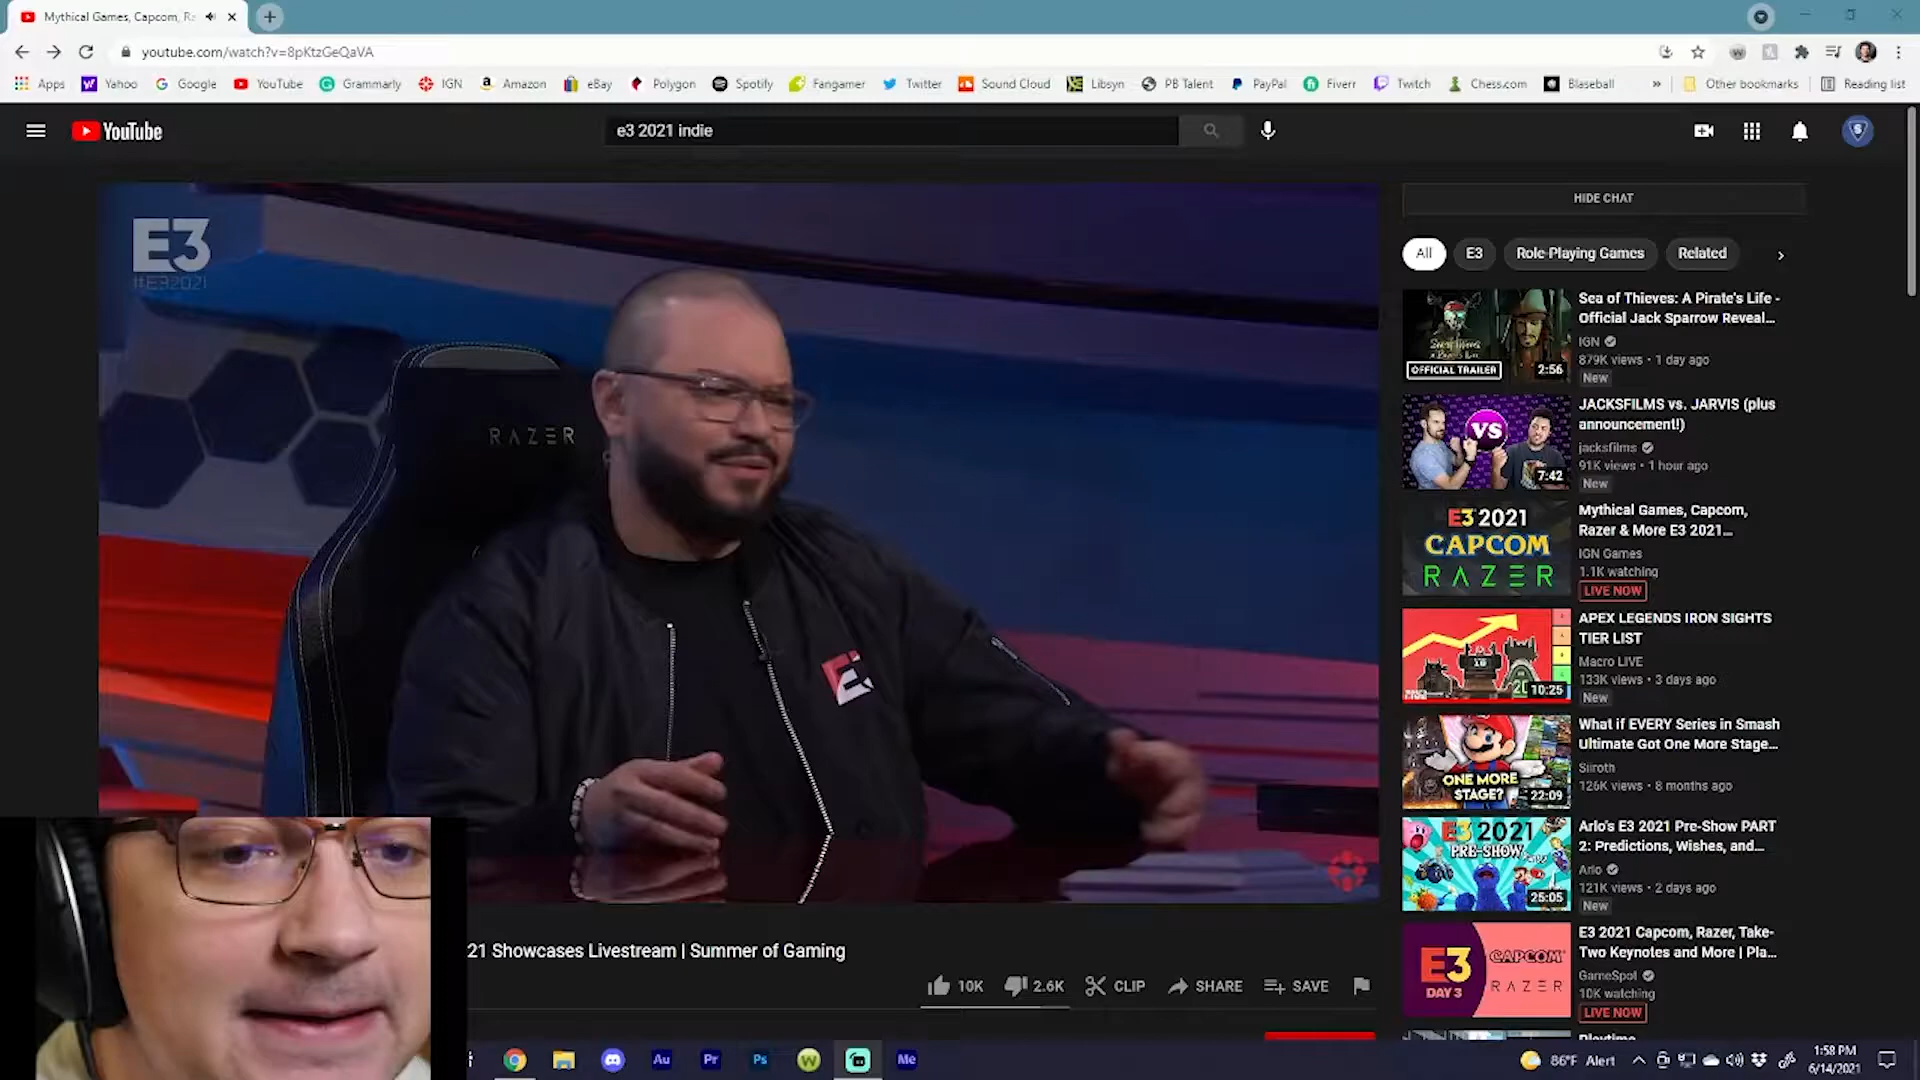 Mythical Games, Capcom, Ra
youtube.com/watch?v=8pKtzGeQaVA
Apps Yahoo Google YouTube Grammarly IGN Amazon eBay Polygon Spotify Fangamer Twitter Sound Cloud Libsyn PB Talent PayPal Fiverr Twitch Chess.com Blaseball » Other bookmarks Reading list
YouTube
e3 2021 indie
HIDE CHAT
E3
#E32021
RAZER
All E3 Role-Playing Games Related
OFFICIAL TRAILER
2:56
Sea of Thieves: A Pirate's Life -
Official Jack Sparrow Reveal...
IGN
879K views • 1 day ago
New
VS
7:42
JACKSFILMS vs. JARVIS (plus
announcement!)
jacksfilms
91K views • 1 hour ago
New
E3 2021
CAPCOM
RAZER
Mythical Games, Capcom,
Razer & More E3 2021...
IGN Games
1.1K watching
LIVE NOW
10:25
APEX LEGENDS IRON SIGHTS
TIER LIST
Macro LIVE
133K views • 3 days ago
New
ONE MORE
STAGE?
22:09
What if EVERY Series in Smash
Ultimate Got One More Stage...
Siiroth
126K views • 8 months ago
E3 2021
PRE-SHOW
25:05
Arlo's E3 2021 Pre-Show PART
2: Predictions, Wishes, and...
Arlo
121K views • 2 days ago
New
E3
DAY 3
CAPCOM
RAZER
E3 2021 Capcom, Razer, Take-
Two Keynotes and More | Pla...
GameSpot
10K watching
LIVE NOW
21 Showcases Livestream | Summer of Gaming
10K 2.6K CLIP SHARE SAVE
Au Pr Ps W Me
86°F Alert
1:58 PM
6/14/2021